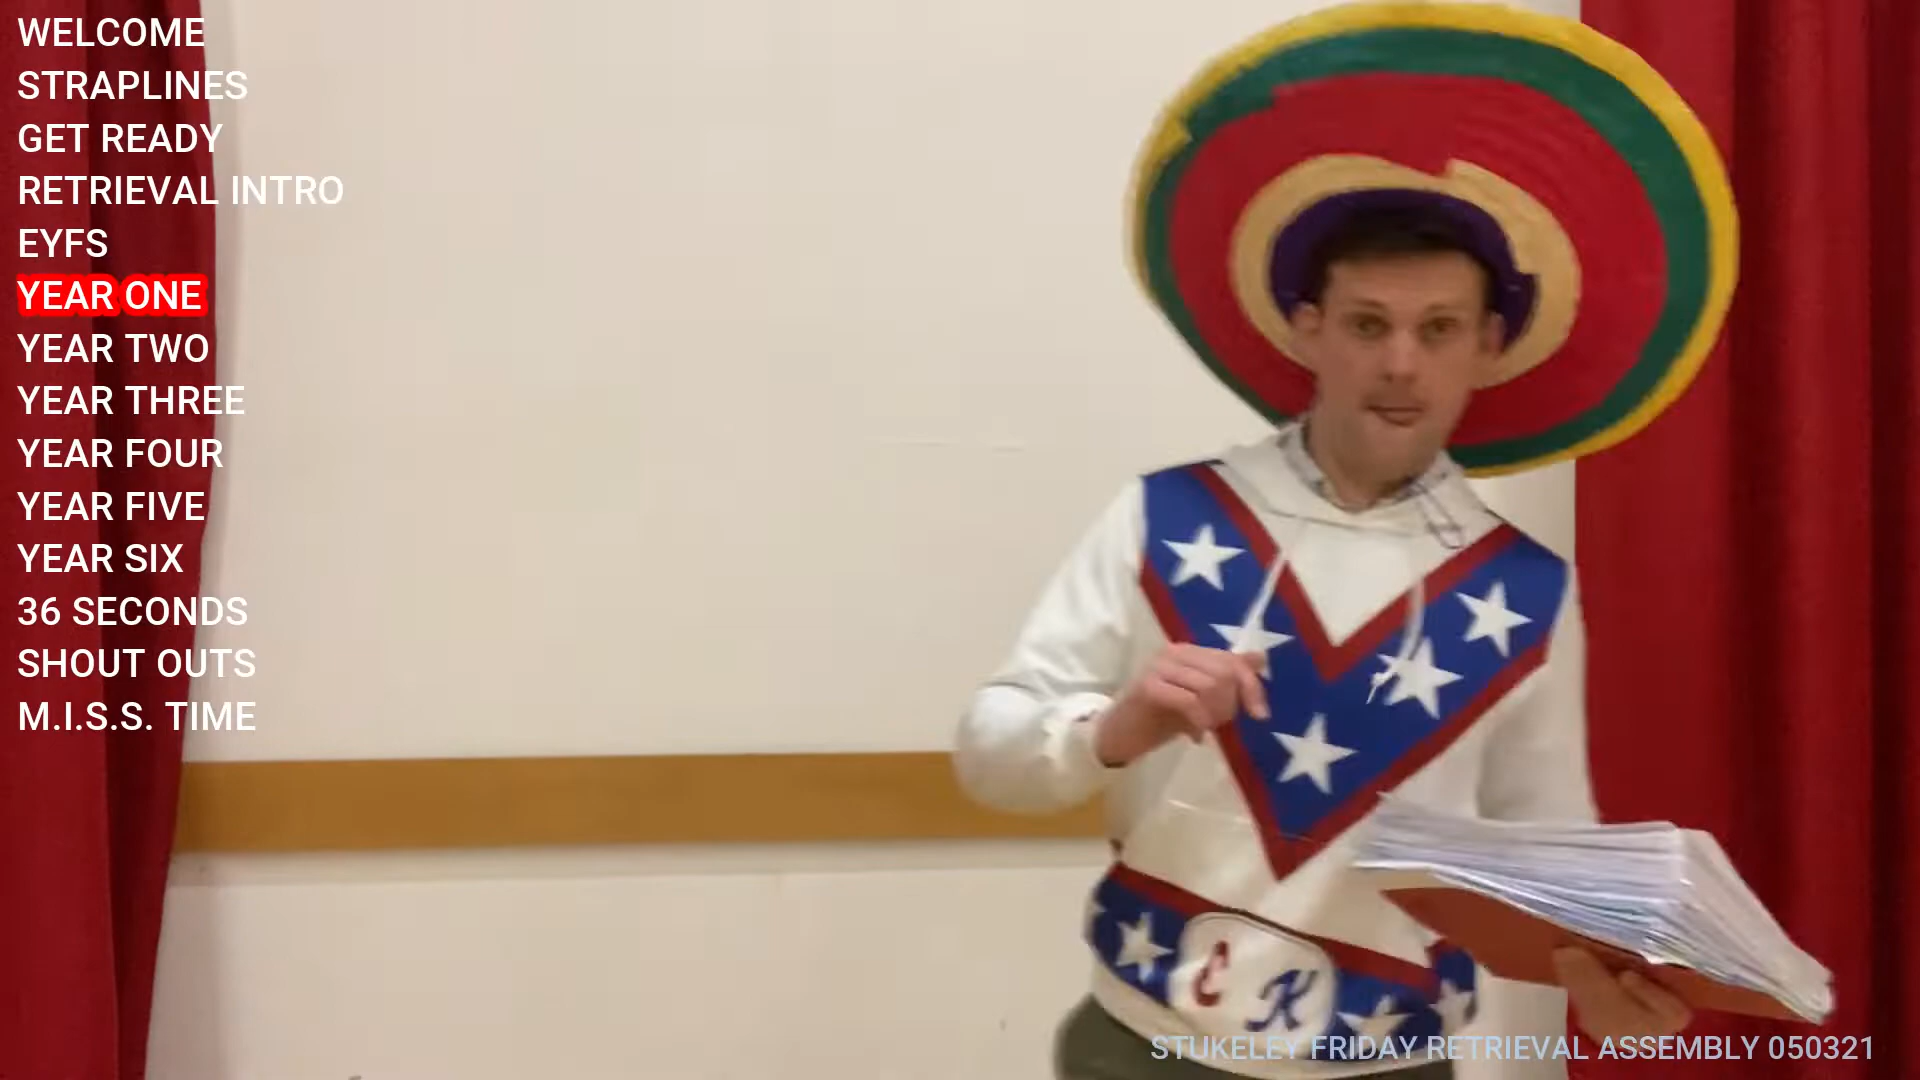 WELCOME
STRAPLINES
GET READY
RETRIEVAL INTRO
EYFS
YEAR ONE
YEAR TWO
YEAR THREE
YEAR FOUR
YEAR FIVE
YEAR SIX
36 SECONDS
SHOUT OUTS
M.I.S.S. TIME
E K
STUKELEY FRIDAY RETRIEVAL ASSEMBLY 050321